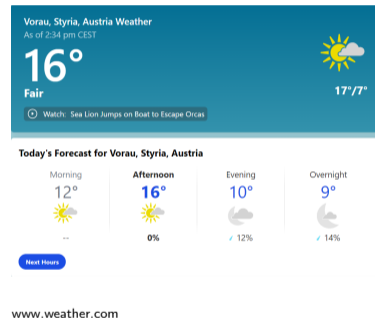 Vorau, Styria, Austria Weather
As of 2:34 pm CEST
16°
Fair
17°/7°
Watch: Sea Lion Jumps on Boat to Escape Orcas
Today's Forecast for Vorau, Styria, Austria
Morning Afternoon Evening Overnight
12° 16° 10° 9°
-- 0% 12% 14%
Next Hours
www.weather.com